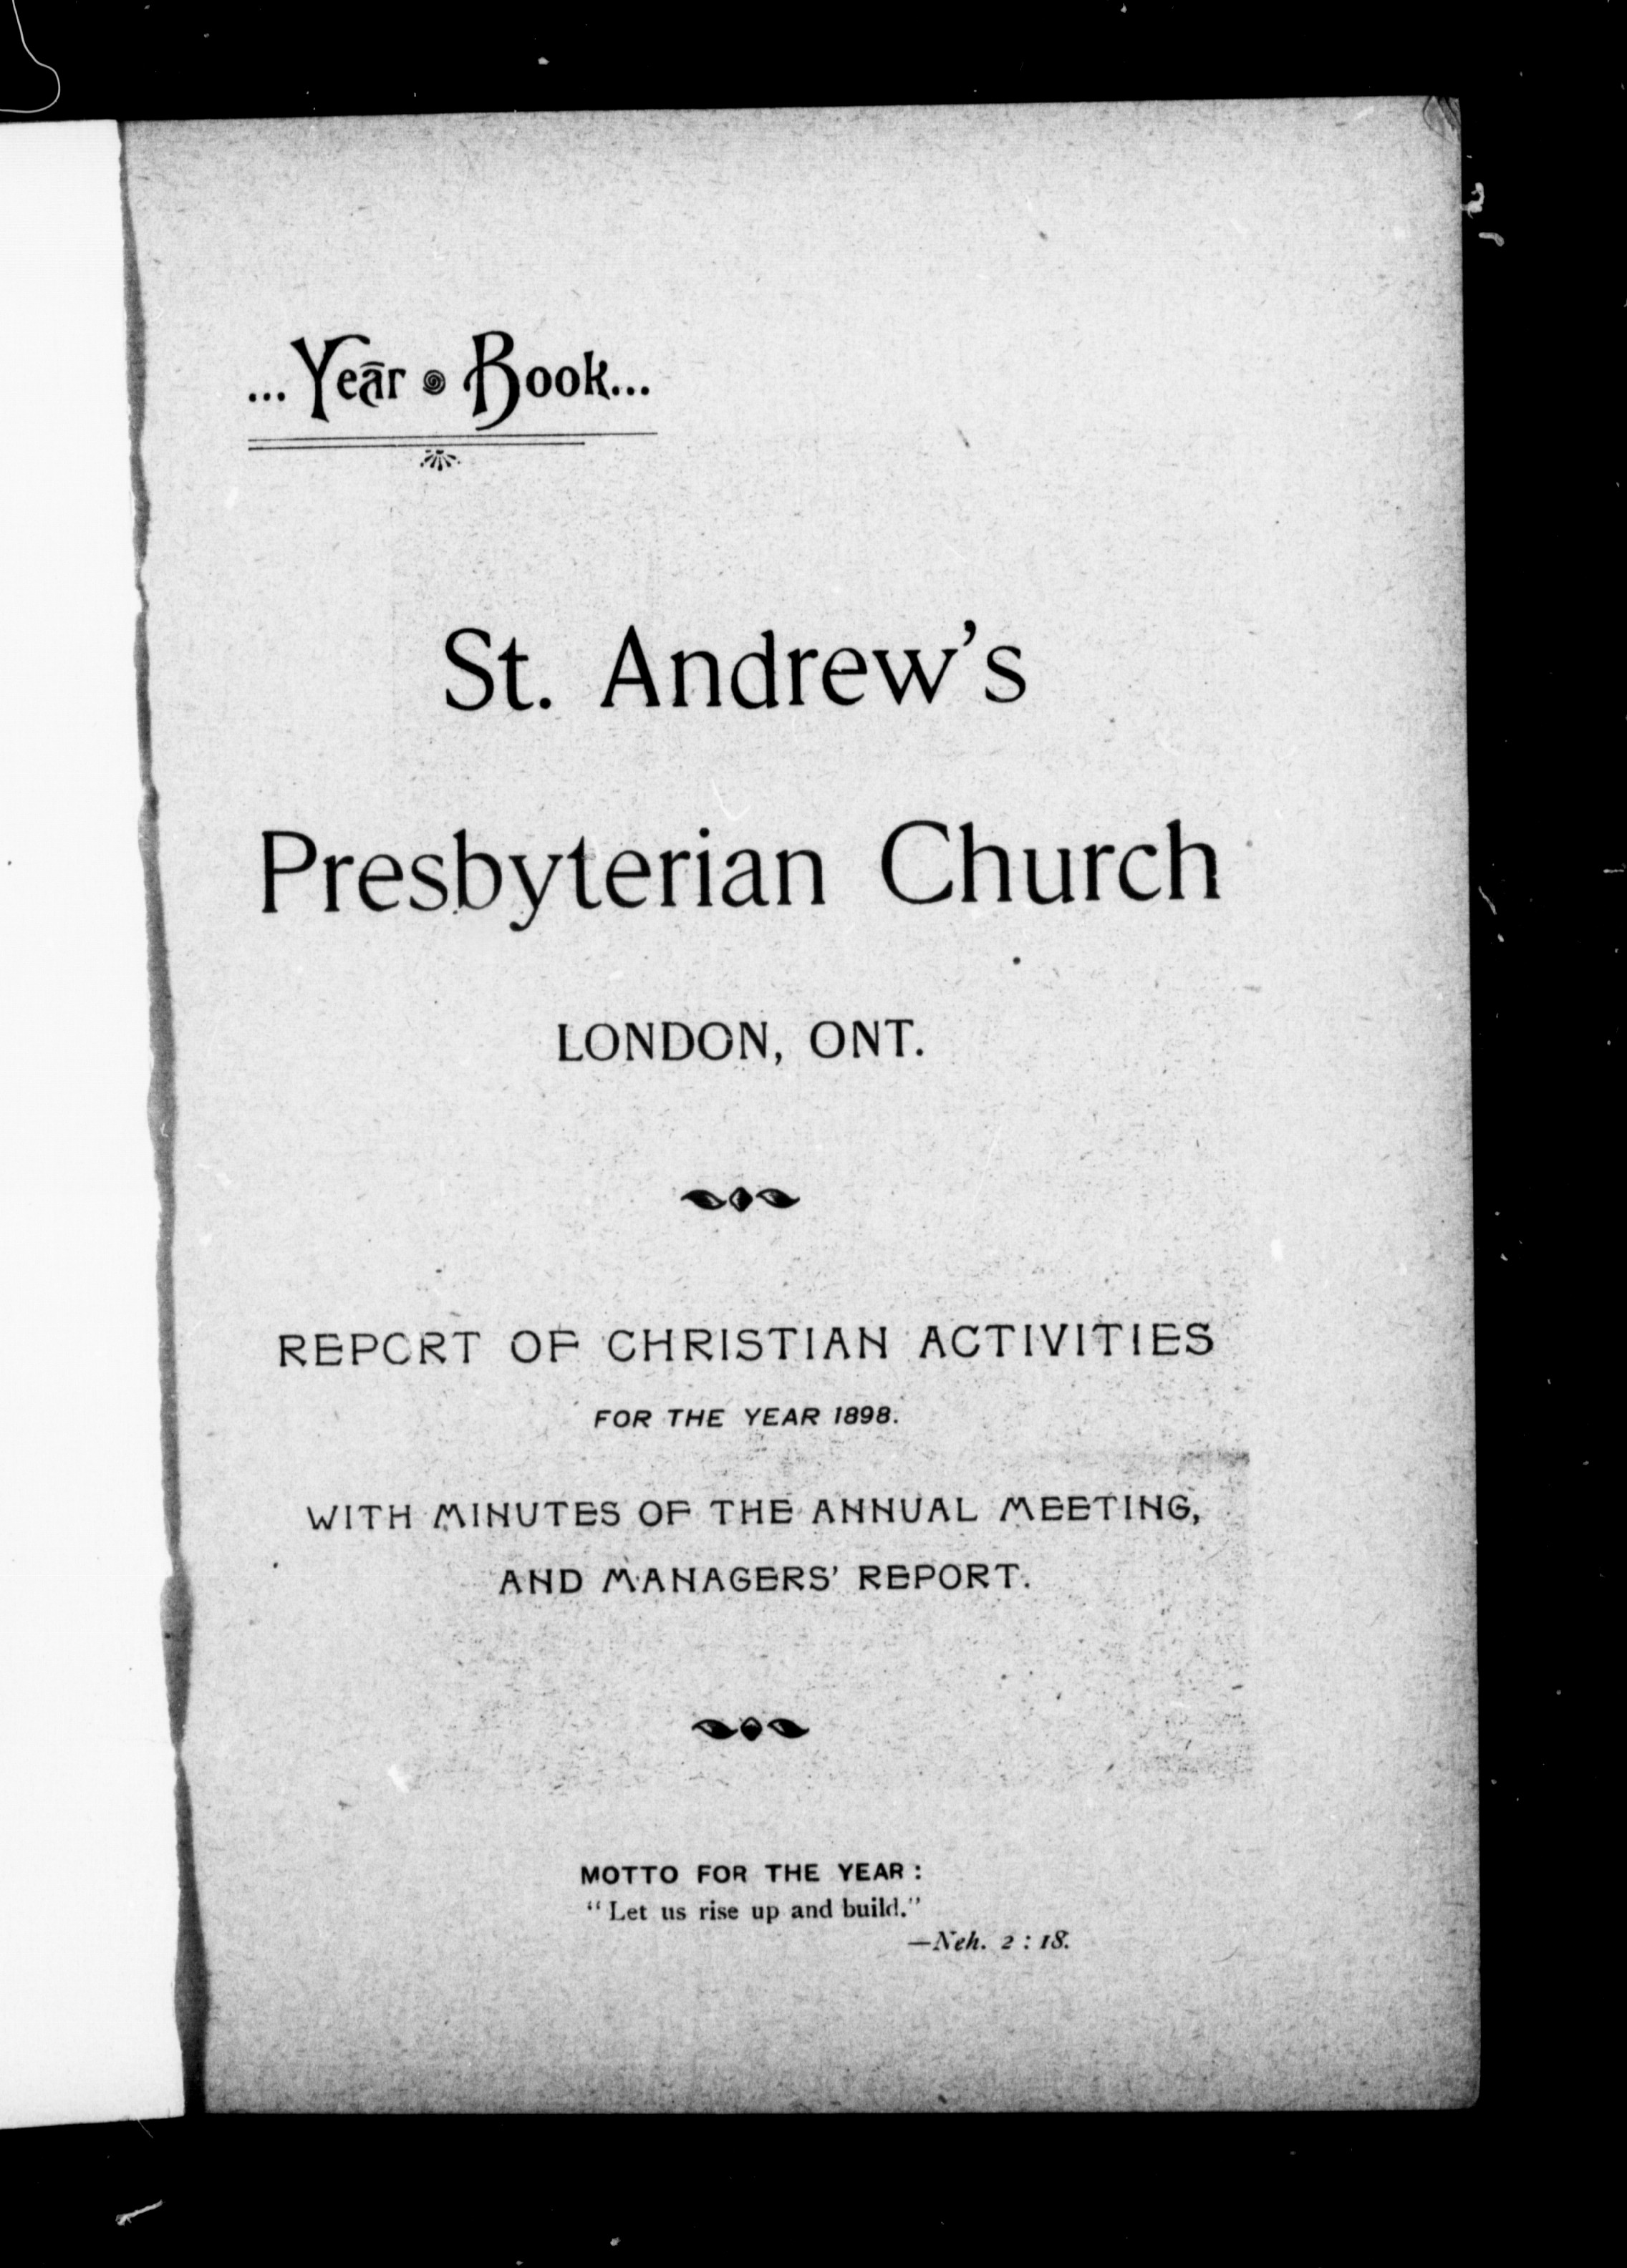 ...Year Book...
St. Andrew's
Presbyterian Church
LONDON, ONT.
REPORT OF CHRISTIAN ACTIVITIES
FOR THE YEAR 1898.
WITH MINUTES OF THE ANNUAL MEETING,
AND MANAGERS' REPORT.
MOTTO FOR THE YEAR:
"Let us rise up and build."
—Neh. 2 : 18.